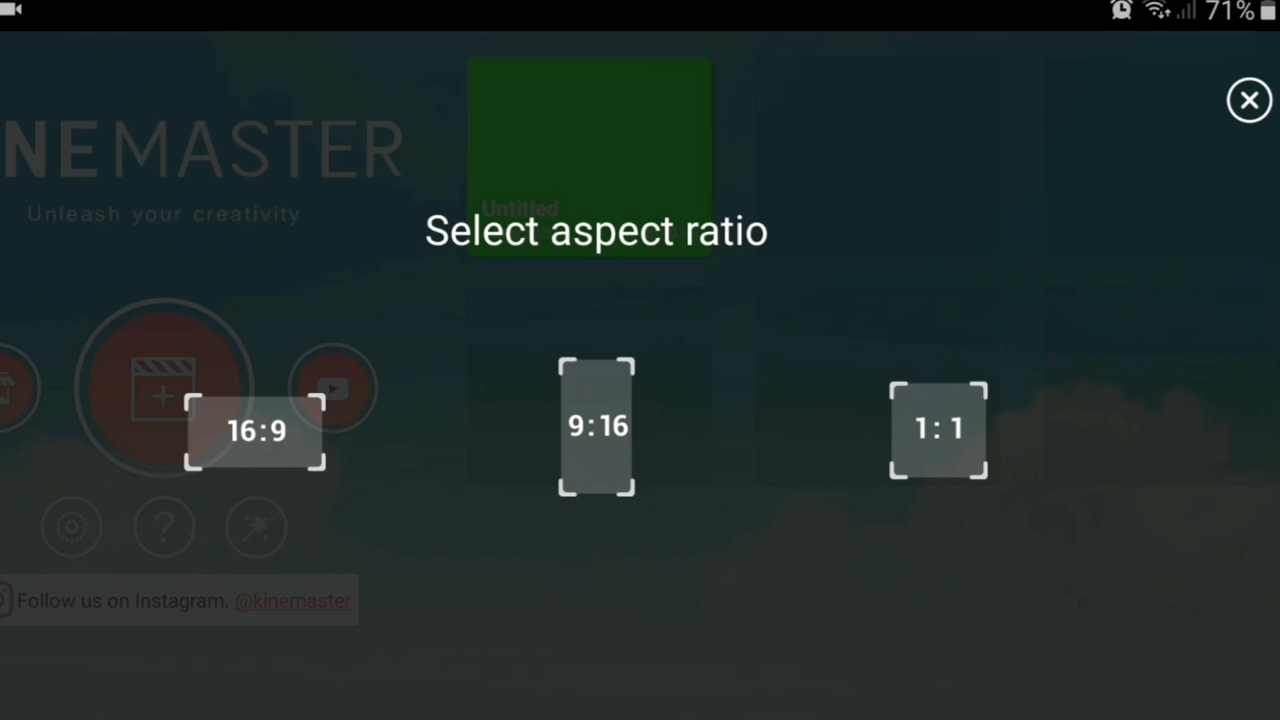 71%
NEMASTER
Unleash your creativity
Untitled
Select aspect ratio
16:9
9:16
1:1
?
Follow us on Instagram. @kinemaster